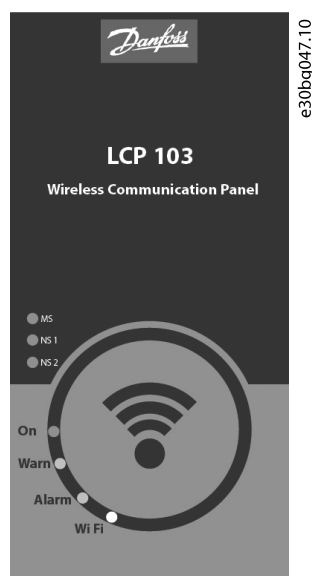 Danfoss
e30bq047.10
LCP 103
Wireless Communication Panel
MS
NS 1
NS 2
On
Warn
Alarm
Wi Fi